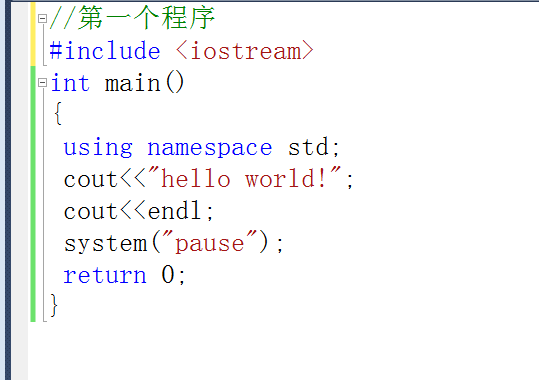 //第一个程序
#include <iostream>
int main()
{
using namespace std;
cout<<"hello world!";
cout<<endl;
system("pause");
return 0;
}